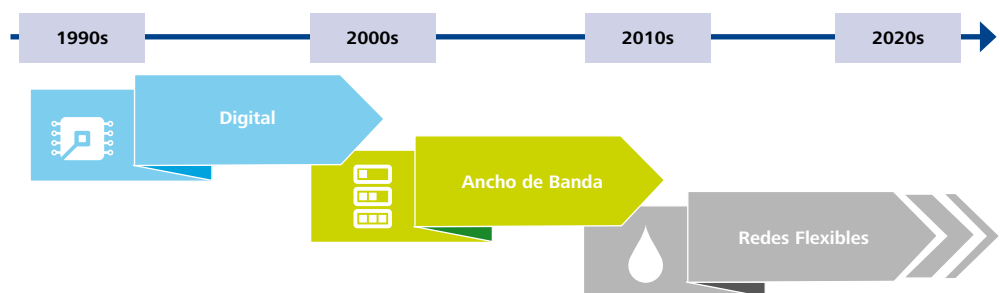 1990s
2000s
2010s
2020s
Digital
Ancho de Banda
Redes Flexibles